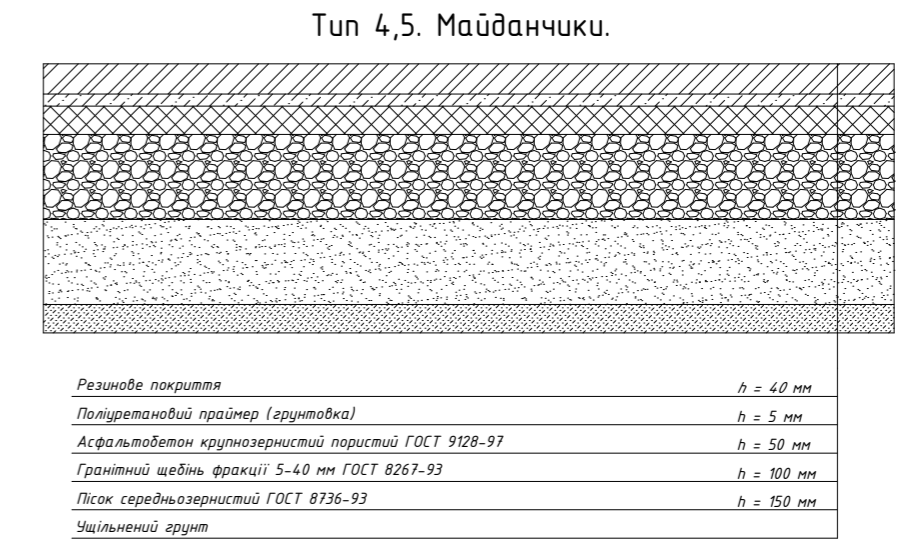 Тип 4,5. Майданчики.
Резинове покриття h = 40 мм
Поліуретановий праймер (грунтовка) h = 5 мм
Асфальтобетон крупнозернистий пористий ГОСТ 9128-97 h = 50 мм
Гранітний щебінь фракції 5-40 мм ГОСТ 8267-93 h = 100 мм
Пісок середньозернистий ГОСТ 8736-93 h = 150 мм
Ущільнений грунт